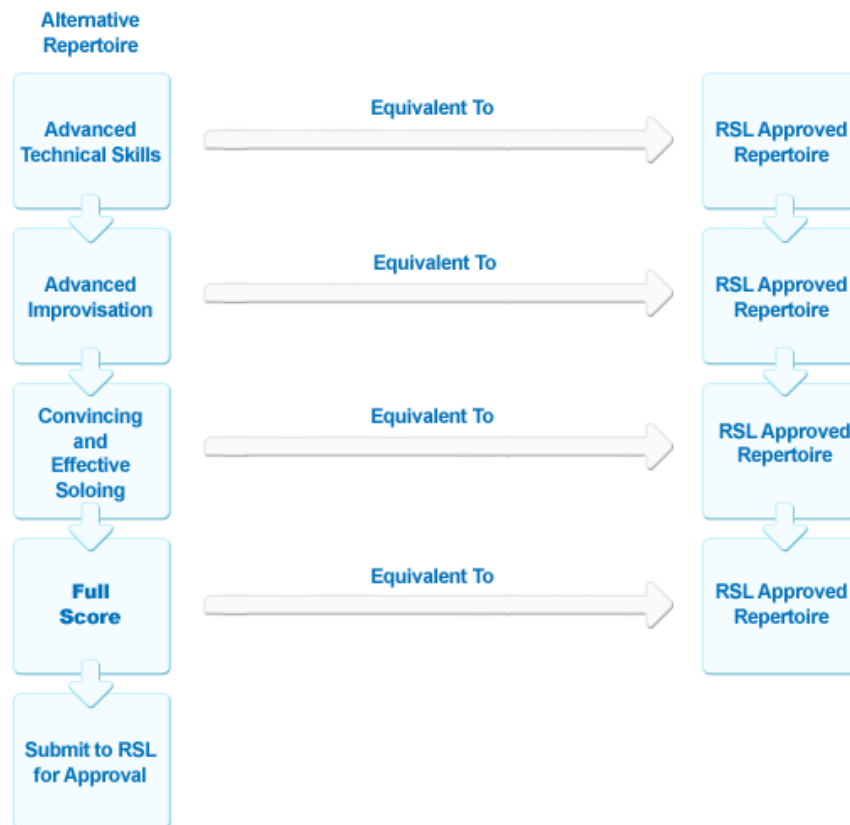 Alternative
Repertoire
Advanced
Technical Skills
Equivalent To
RSL Approved
Repertoire
Advanced
Improvisation
Equivalent To
RSL Approved
Repertoire
Convincing
and
Effective
Soloing
Equivalent To
RSL Approved
Repertoire
Full
Score
Equivalent To
RSL Approved
Repertoire
Submit to RSL
for Approval